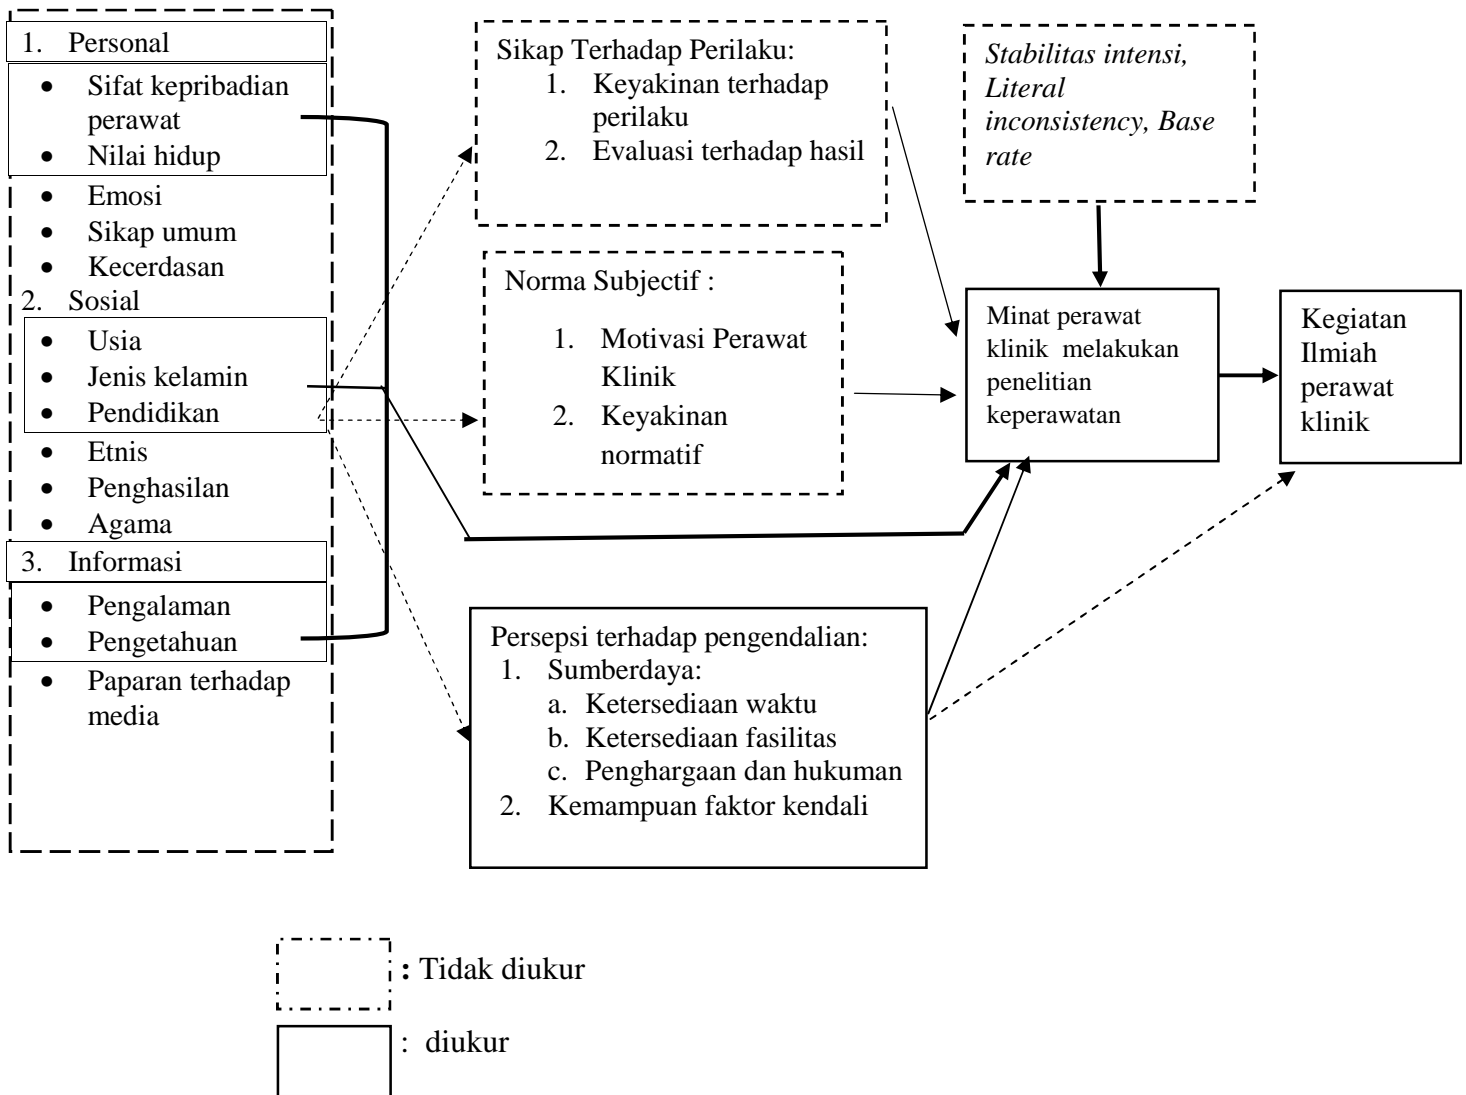 1. Personal
• Sifat kepribadian
perawat
• Nilai hidup
• Emosi
• Sikap umum
• Kecerdasan
2. Sosial
• Usia
• Jenis kelamin
• Pendidikan
• Etnis
• Penghasilan
• Agama
3. Informasi
• Pengalaman
• Pengetahuan
• Paparan terhadap
media
Sikap Terhadap Perilaku:
1. Keyakinan terhadap
perilaku
2. Evaluasi terhadap hasil
Norma Subjectif :
1. Motivasi Perawat
Klinik
2. Keyakinan
normatif
Persepsi terhadap pengendalian:
1. Sumberdaya:
a. Ketersediaan waktu
b. Ketersediaan fasilitas
c. Penghargaan dan hukuman
2. Kemampuan faktor kendali
Stabilitas intensi,
Literal
inconsistency, Base
rate
Minat perawat
klinik melakukan
penelitian
keperawatan
Kegiatan
Ilmiah
perawat
klinik
: Tidak diukur
: diukur